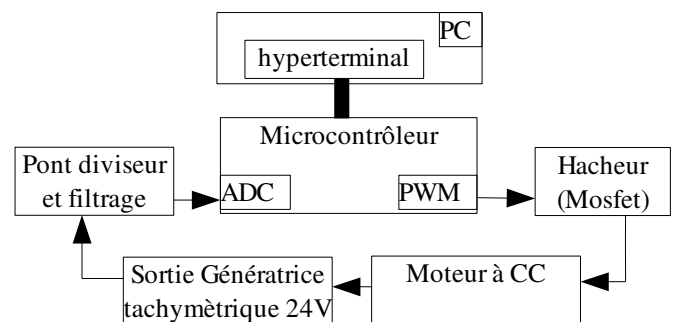 PC
hyperterminal
Microcontrôleur
ADC
PWM
Pont diviseur
et filtrage
Hacheur
(Mosfet)
Sortie Génératrice
tachymètrique 24V
Moteur à CC